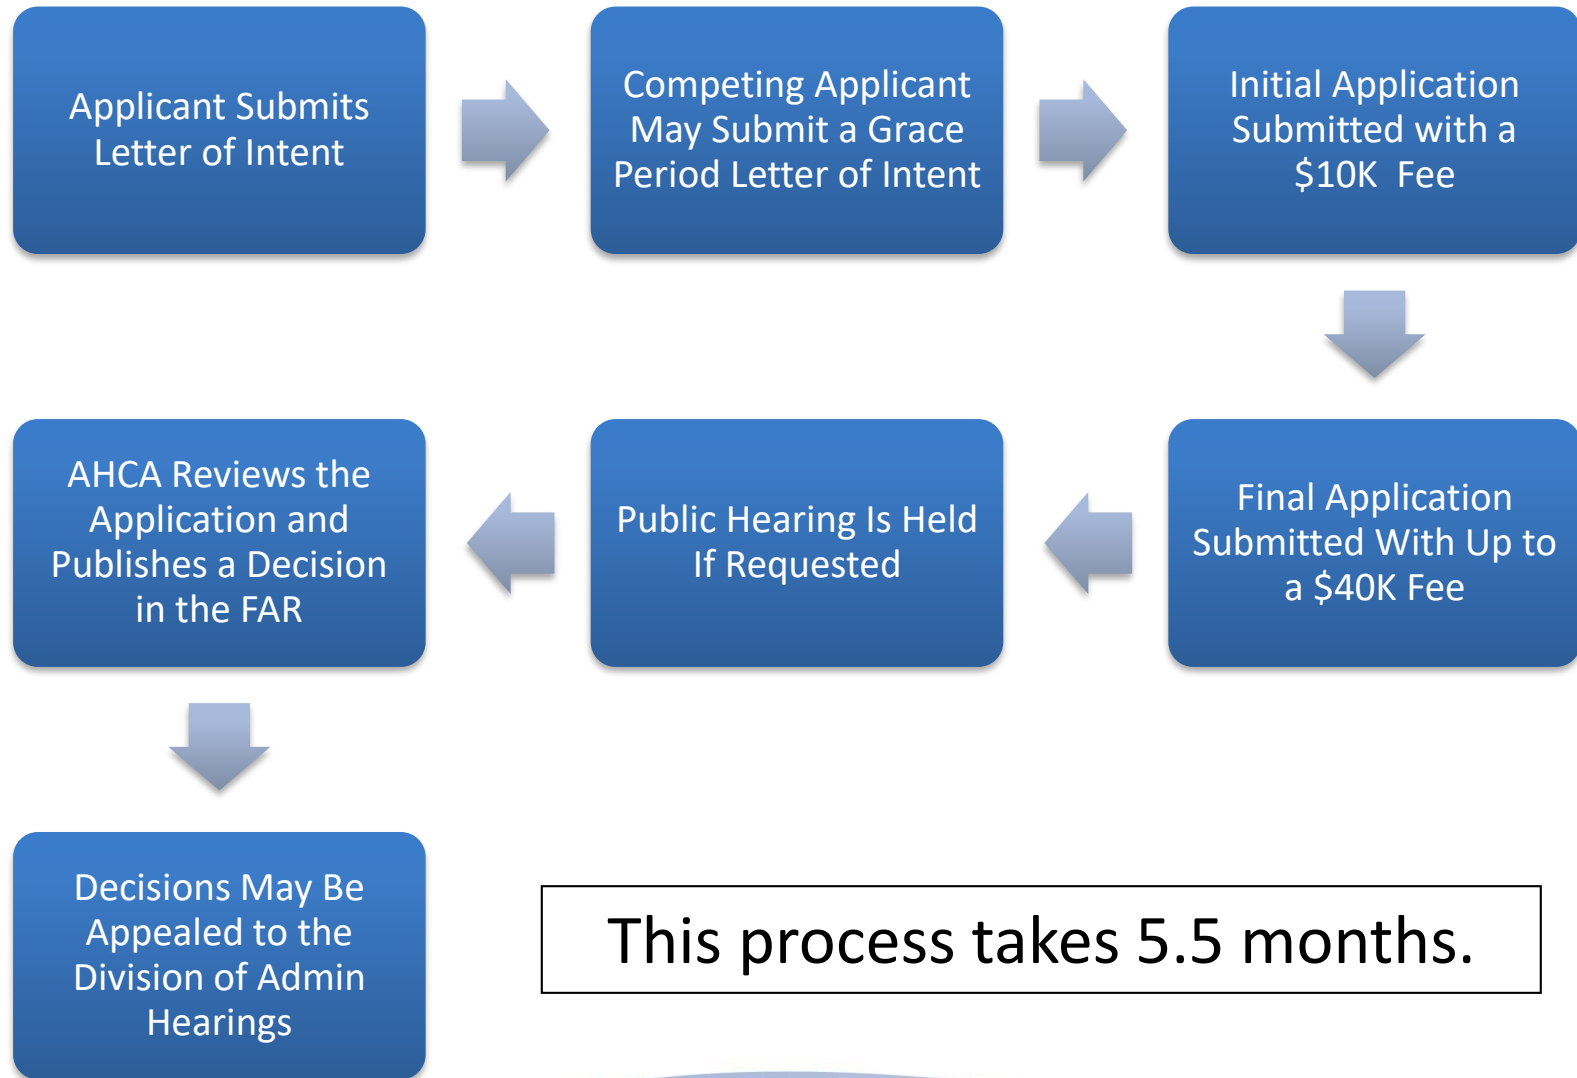 Applicant Submits
Letter of Intent
Competing Applicant
May Submit a Grace
Period Letter of Intent
Initial Application
Submitted with a
$10K  Fee
Final Application
Submitted With Up to
a $40K Fee
Public Hearing Is Held
If Requested
AHCA Reviews the
Application and
Publishes a Decision
in the FAR
Decisions May Be
Appealed to the
Division of Admin
Hearings
This process takes 5.5 months.